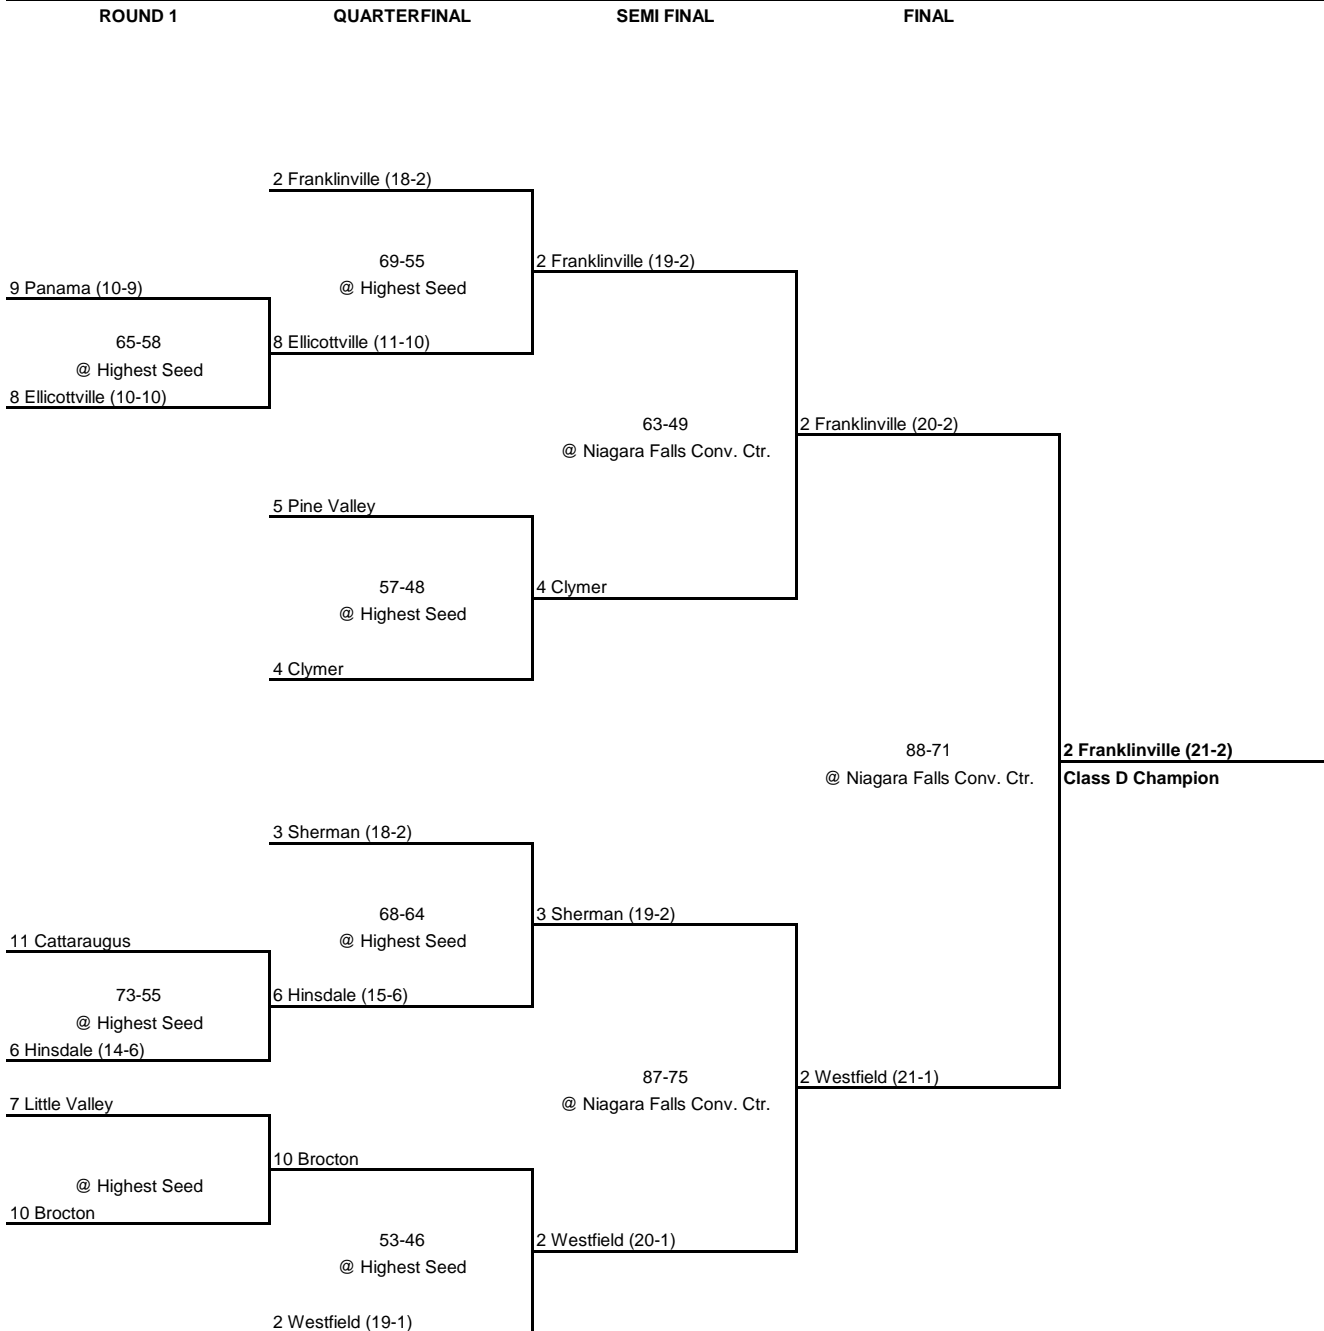 ROUND 1 QUARTERFINAL SEMI FINAL FINAL
2 Franklinville (18-2)
69-55 2 Franklinville (19-2)
9 Panama (10-9) @ Highest Seed
65-58 8 Ellicottville (11-10)
@ Highest Seed
8 Ellicottville (10-10)
63-49 2 Franklinville (20-2)
@ Niagara Falls Conv. Ctr.
5 Pine Valley
57-48 4 Clymer
@ Highest Seed
4 Clymer
88-71 2 Franklinville (21-2)
@ Niagara Falls Conv. Ctr. Class D Champion
3 Sherman (18-2)
68-64 3 Sherman (19-2)
11 Cattaraugus @ Highest Seed
73-55 6 Hinsdale (15-6)
@ Highest Seed
6 Hinsdale (14-6)
87-75 2 Westfield (21-1)
7 Little Valley @ Niagara Falls Conv. Ctr.
10 Brocton
@ Highest Seed
10 Brocton
53-46 2 Westfield (20-1)
@ Highest Seed
2 Westfield (19-1)